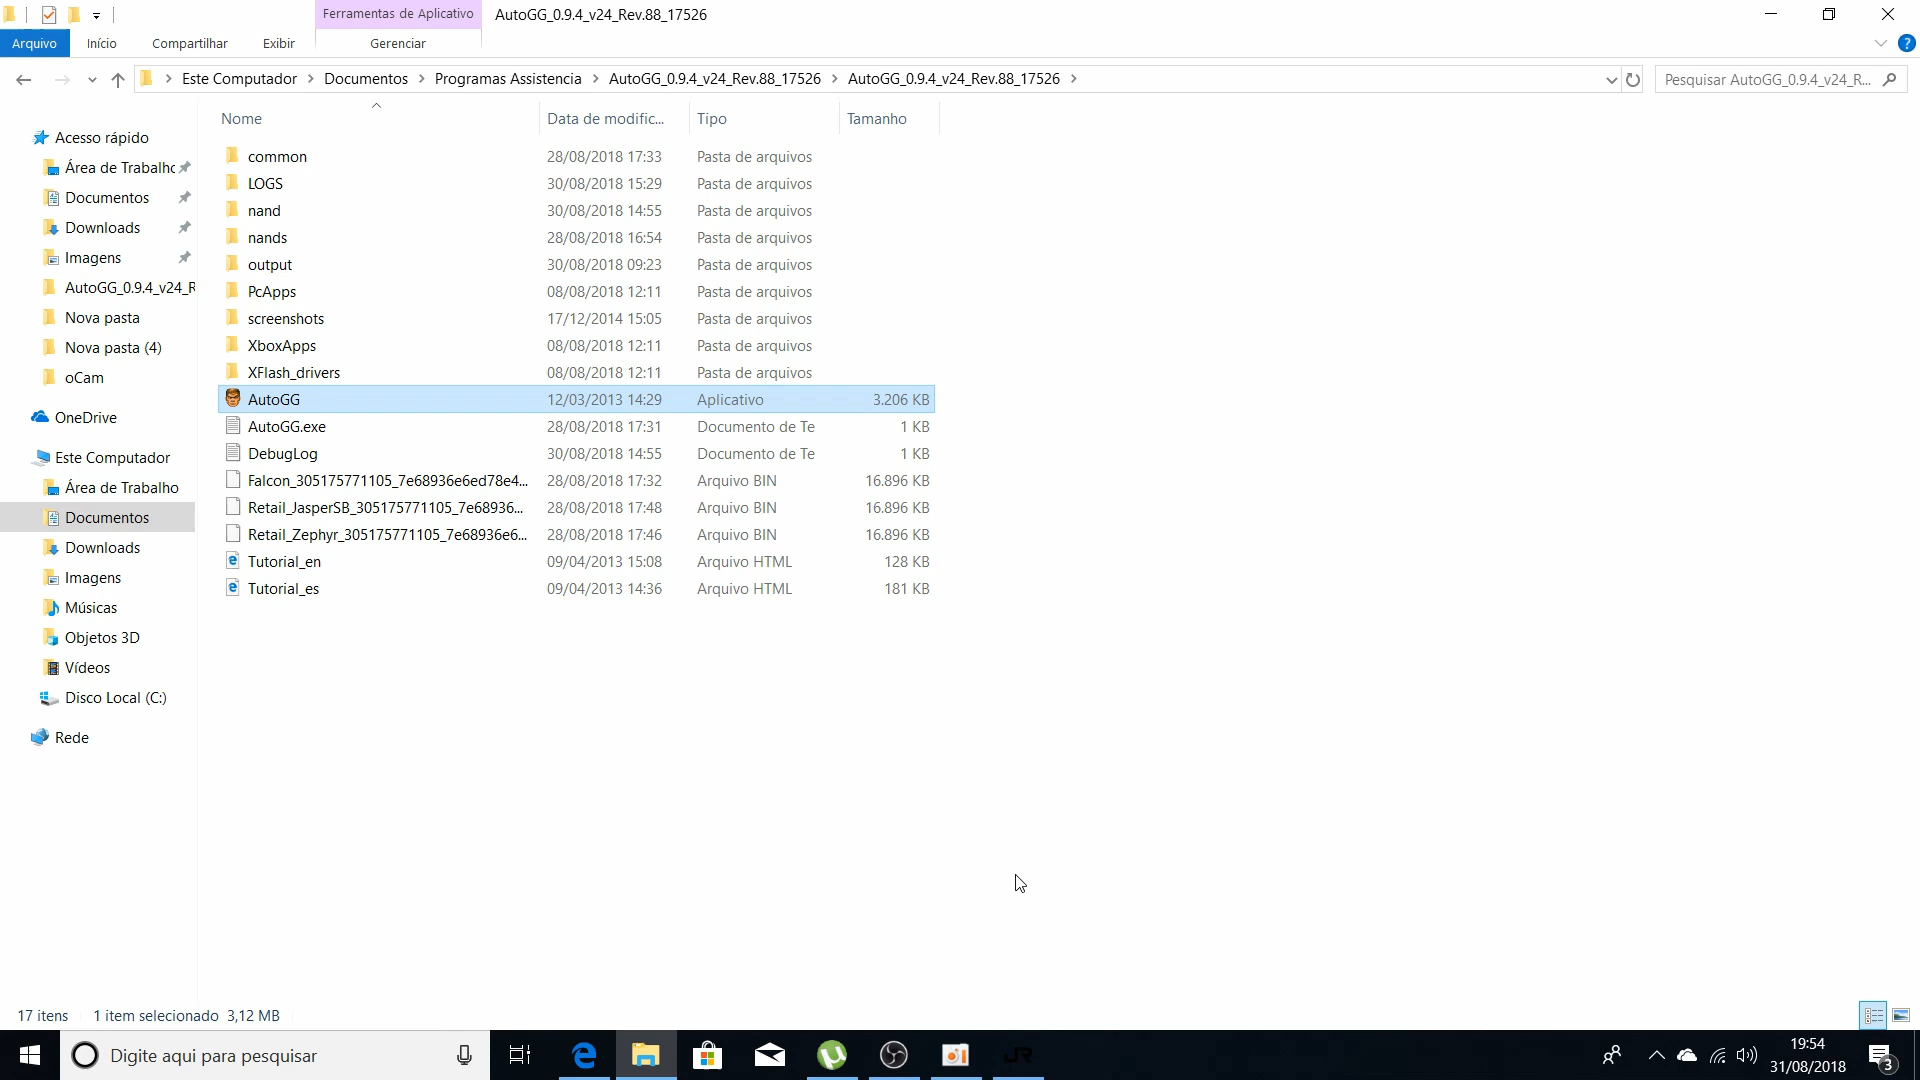 Ferramentas de Aplicativo
AutoGG_0.9.4_v24_Rev.88_17526
Arquivo
Início
Compartilhar
Exibir
Gerenciar
?
Este Computador
Documentos
Programas Assistencia
AutoGG_0.9.4_v24_Rev.88_17526
AutoGG_0.9.4_v24_Rev.88_17526
Pesquisar AutoGG_0.9.4_v24_R...
Nome
Data de modific...
Tipo
Tamanho
Acesso rápido
Área de Trabalho
Documentos
Downloads
Imagens
AutoGG_0.9.4_v24_R
Nova pasta
Nova pasta (4)
oCam
OneDrive
Este Computador
Área de Trabalho
Documentos
Downloads
Imagens
Músicas
Objetos 3D
Vídeos
Disco Local (C:)
Rede
common 28/08/2018 17:33 Pasta de arquivos
LOGS 30/08/2018 15:29 Pasta de arquivos
nand 30/08/2018 14:55 Pasta de arquivos
nands 28/08/2018 16:54 Pasta de arquivos
output 30/08/2018 09:23 Pasta de arquivos
PcApps 08/08/2018 12:11 Pasta de arquivos
screenshots 17/12/2014 15:05 Pasta de arquivos
XboxApps 08/08/2018 12:11 Pasta de arquivos
XFlash_drivers 08/08/2018 12:11 Pasta de arquivos
AutoGG 12/03/2013 14:29 Aplicativo 3.206 KB
AutoGG.exe 28/08/2018 17:31 Documento de Te 1 KB
DebugLog 30/08/2018 14:55 Documento de Te 1 KB
Falcon_305175771105_7e68936e6ed78e4... 28/08/2018 17:32 Arquivo BIN 16.896 KB
Retail_JasperSB_305175771105_7e68936... 28/08/2018 17:48 Arquivo BIN 16.896 KB
Retail_Zephyr_305175771105_7e68936e6... 28/08/2018 17:46 Arquivo BIN 16.896 KB
Tutorial_en 09/04/2013 15:08 Arquivo HTML 128 KB
Tutorial_es 09/04/2013 14:36 Arquivo HTML 181 KB
17 itens
1 item selecionado 3,12 MB
Digite aqui para pesquisar
JR
19:54
31/08/2018
3